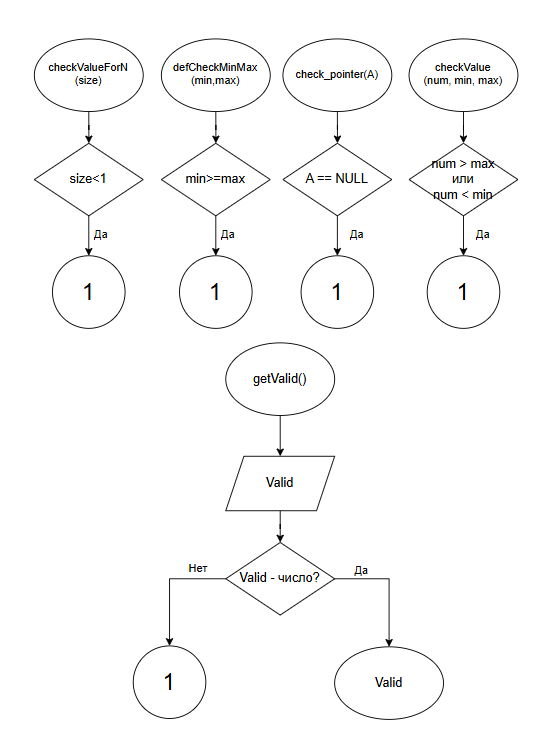 checkValueForN
(size)
defCheckMinMax
(min,max)
check_pointer(A)
checkValue
(num, min, max)
size<1
min>=max
A == NULL
num > max
или
num < min
Да
Да
Да
Да
1
1
1
1
getValid()
Valid
Valid - число?
Нет
Да
1
Valid